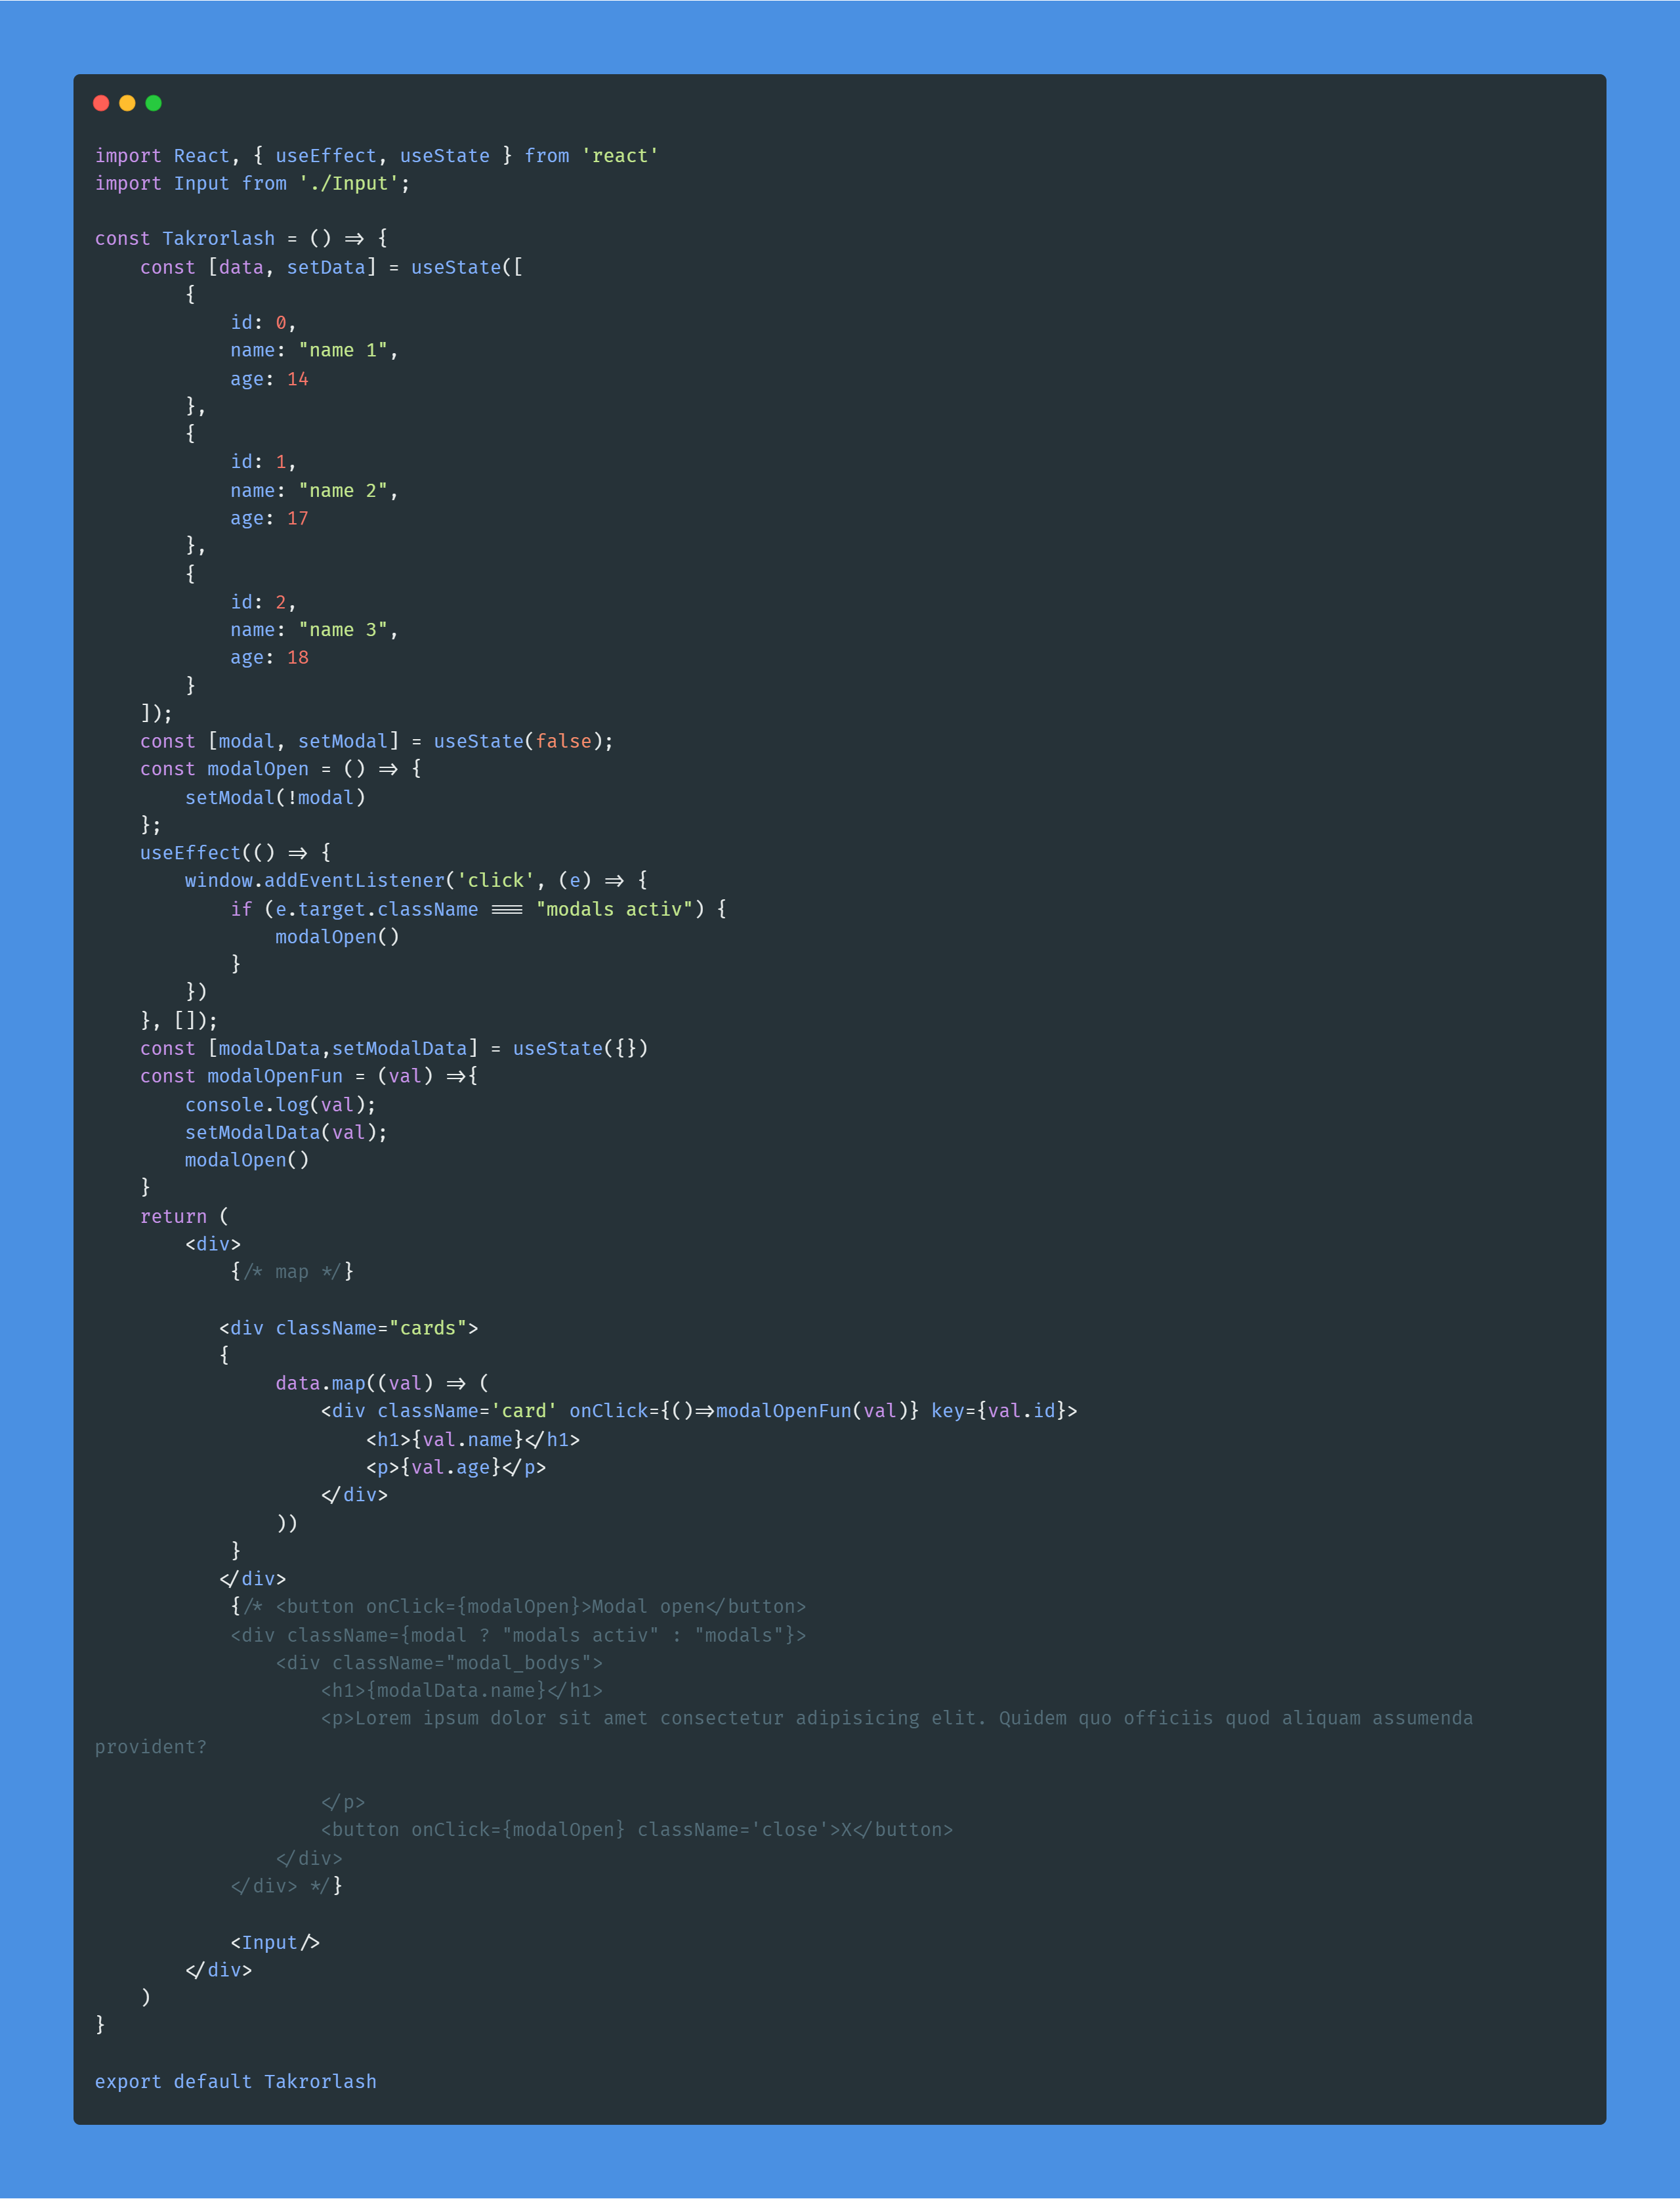 import React, { useEffect, useState } from 'react'
import Input from './Input';

const Takrorlash = () => {
    const [data, setData] = useState([
        {
            id: 0,
            name: "name 1",
            age: 14
        },
        {
            id: 1,
            name: "name 2",
            age: 17
        },
        {
            id: 2,
            name: "name 3",
            age: 18
        }
    ]);
    const [modal, setModal] = useState(false);
    const modalOpen = () => {
        setModal(!modal)
    };
    useEffect(() => {
        window.addEventListener('click', (e) => {
            if (e.target.className === "modals activ") {
                modalOpen()
            }
        })
    }, []);
    const [modalData,setModalData] = useState({})
    const modalOpenFun = (val) =>{
        console.log(val);
        setModalData(val);
        modalOpen()
    }
    return (
        <div>
            {/* map */}

           <div className="cards">
           {
                data.map((val) => (
                    <div className='card' onClick={()=>modalOpenFun(val)} key={val.id}>
                        <h1>{val.name}</h1>
                        <p>{val.age}</p>
                    </div>
                ))
            }
           </div>
            {/* <button onClick={modalOpen}>Modal open</button>
            <div className={modal ? "modals activ" : "modals"}>
                <div className="modal_bodys">
                    <h1>{modalData.name}</h1>
                    <p>Lorem ipsum dolor sit amet consectetur adipisicing elit. Quidem quo officiis quod aliquam assumenda
provident?

                    </p>
                    <button onClick={modalOpen} className='close'>X</button>
                </div>
            </div> */}

            <Input/>
        </div>
    )
}

export default Takrorlash